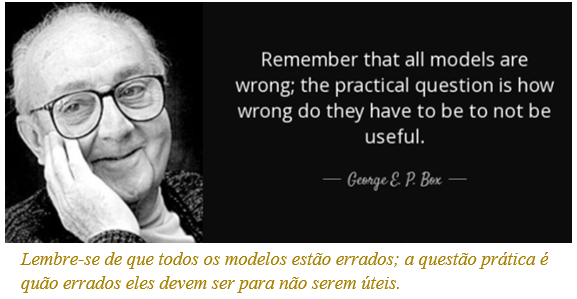 Remember that all models are
wrong; the practical question is how
wrong do they have to be to not be
useful.
— George E. P. Box —
Lembre-se de que todos os modelos estão errados; a questão prática é
quão errados eles devem ser para não serem úteis.